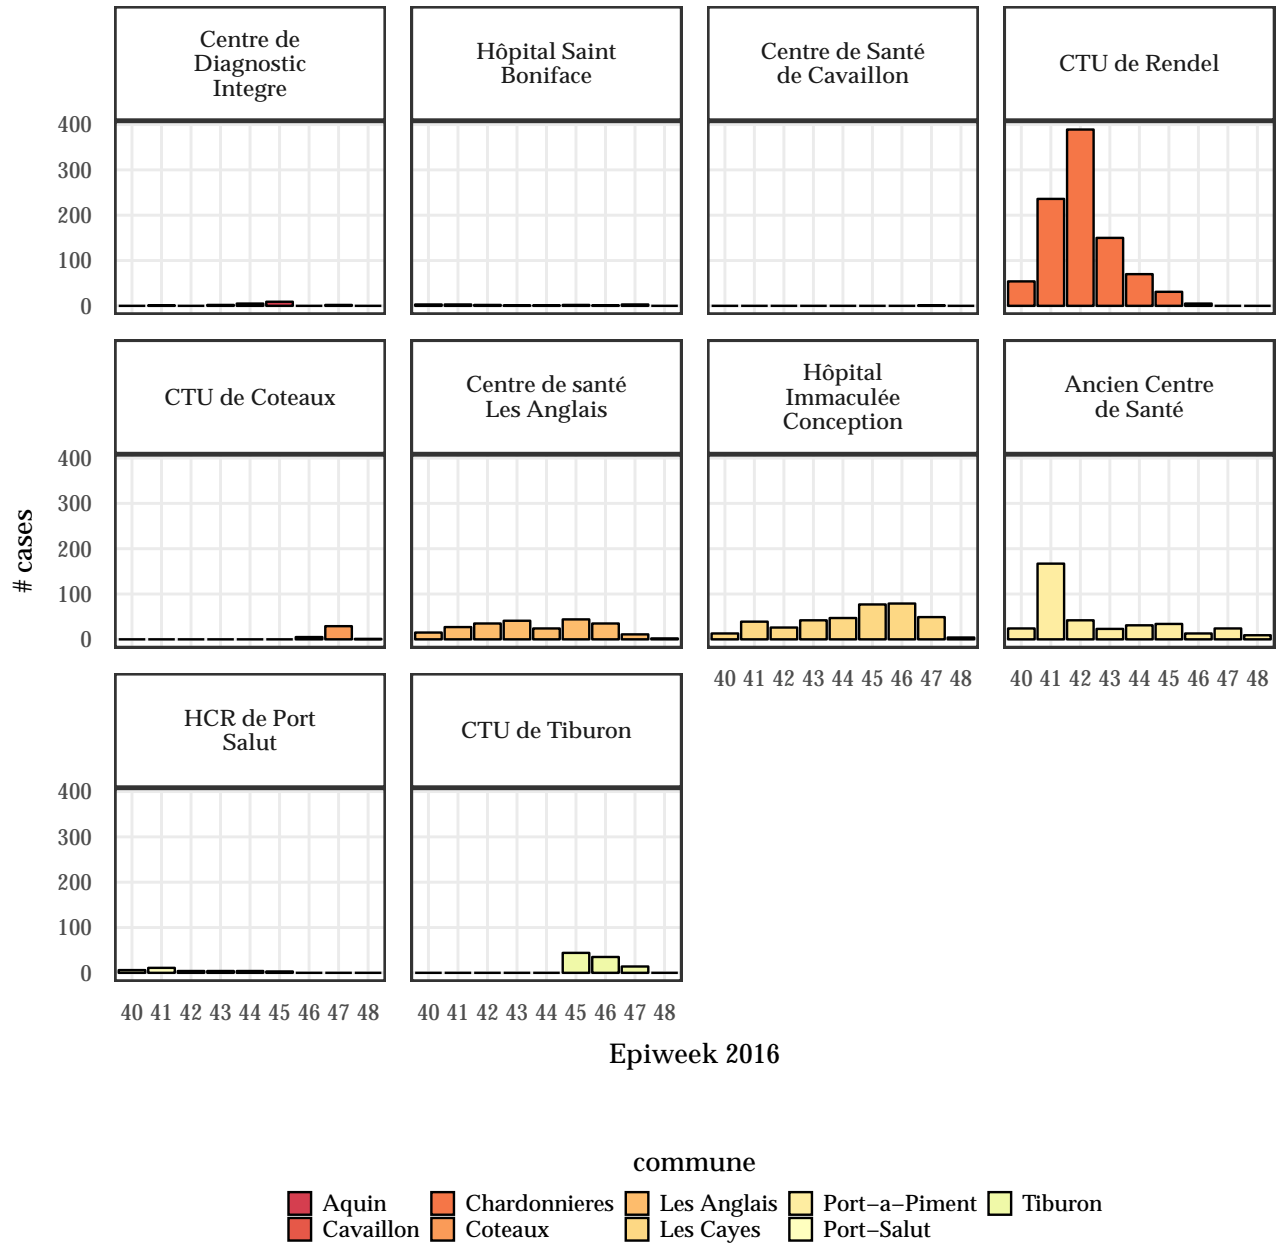 Centre de
Diagnostic
Integre
Hôpital Saint
Boniface
Centre de Santé
de Cavaillon
CTU de Rendel
400
300
200
100
0
CTU de Coteaux
Centre de santé
Les Anglais
Hôpital
Immaculée
Conception
Ancien Centre
de Santé
400
300
200
100
0
# cases
40 41 42 43 44 45 46 47 48
40 41 42 43 44 45 46 47 48
HCR de Port
Salut
CTU de Tiburon
400
300
200
100
0
40 41 42 43 44 45 46 47 48
40 41 42 43 44 45 46 47 48
Epiweek 2016
commune
Aquin
Chardonnieres
Les Anglais
Port−a−Piment
Tiburon
Cavaillon
Coteaux
Les Cayes
Port−Salut